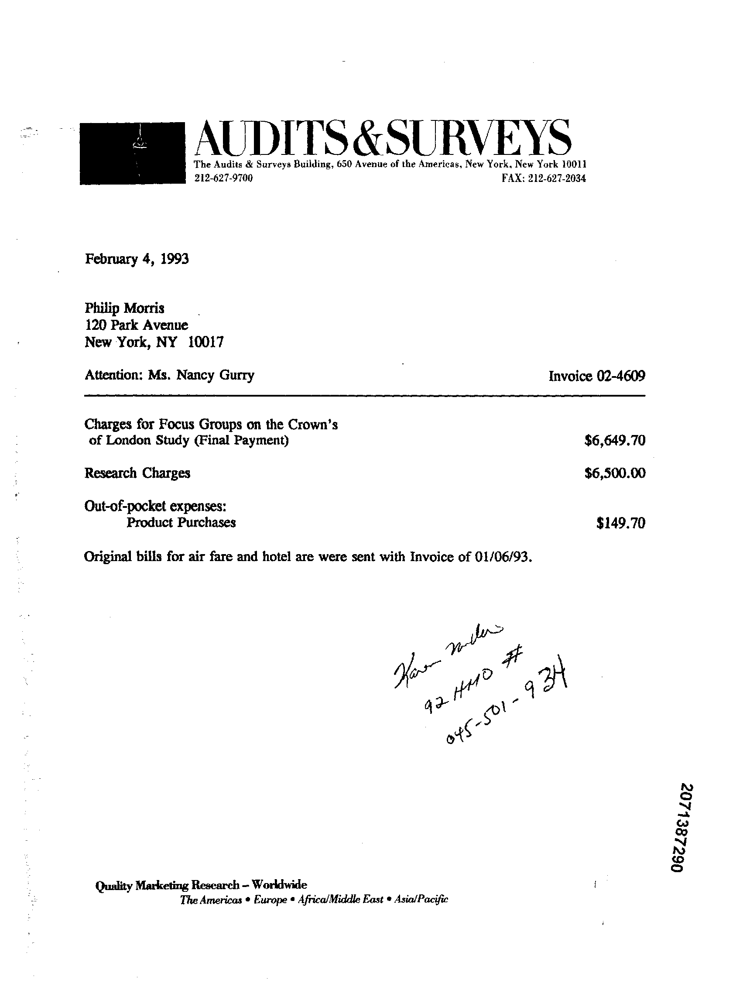 AUDITS&SURVEYS
The Audits & Surveys Building, 650 Avenue of the Americas, New York, New York 10011
212-627-9700 FAX: 212-627-2034
February 4, 1993
Philip Morris
120 Park Avenue
New York, NY 10017
Attention: Ms. Nancy Gurry Invoice 02-4609
Charges for Focus Groups on the Crown's
of London Study (Final Payment) $6,649.70
Research Charges $6,500.00
Out-of-pocket expenses:
Product Purchases $149.70
Original bills for air fare and hotel are were sent with Invoice of 01/06/93.
Karen
92 HMO #
045-501-934
2071387290
Quality Marketing Research – Worldwide
The Americas • Europe • Africa/Middle East • Asia/Pacific